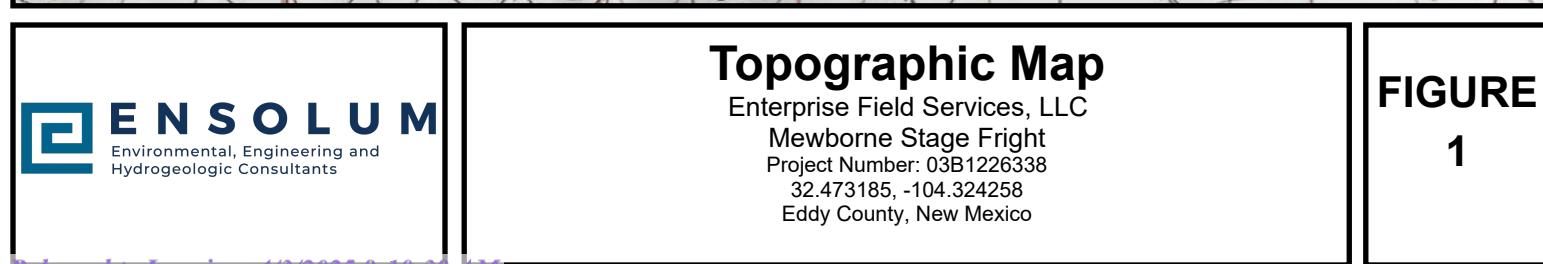 ENSOLUM
Environmental, Engineering and
Hydrogeologic Consultants
Topographic Map
Enterprise Field Services, LLC
Mewborne Stage Fright
Project Number: 03B1226338
32.473185, -104.324258
Eddy County, New Mexico
FIGURE
1